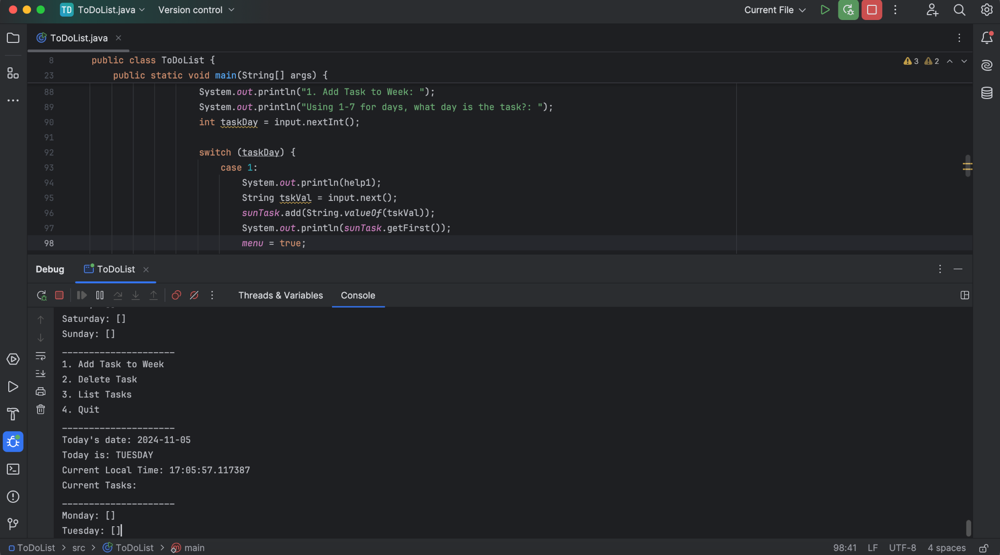 TD ToDoList.java Version control Current File
ToDoList.java
8 public class ToDoList { 3 2
23 public static void main(String[] args) {
88 System.out.println("1. Add Task to Week: ");
89 System.out.println("Using 1-7 for days, what day is the task?: ");
90 int taskDay = input.nextInt();
91
92 switch (taskDay) {
93 case 1:
94 System.out.println(help1);
95 String tskVal = input.next();
96 sunTask.add(String.valueOf(tskVal));
97 System.out.println(sunTask.getFirst());
98 menu = true;
Debug ToDoList
Threads & Variables Console
Saturday: []
Sunday: []
_____________________
1. Add Task to Week
2. Delete Task
3. List Tasks
4. Quit
_____________________
Today's date: 2024-11-05
Today is: TUESDAY
Current Local Time: 17:05:57.117387
Current Tasks:
_____________________
Monday: []
Tuesday: []
ToDoList > src > ToDoList > main 98:41 LF UTF-8 4 spaces